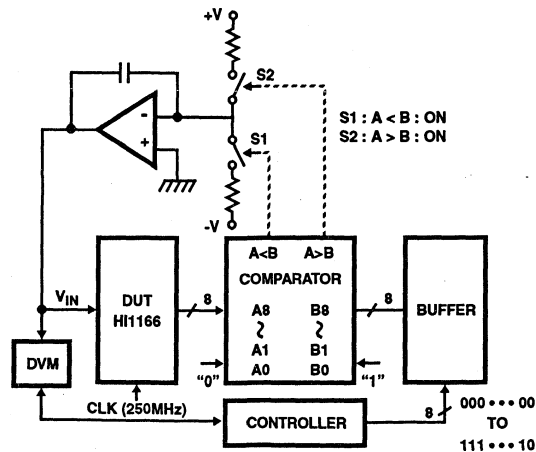 +V
S2
-
+
S1
S1 : A < B : ON
S2 : A > B : ON
-V
A<B A>B
COMPARATOR
A8 B8
A1 B1
A0 B0
VIN
DUT
HI1166
8
8
BUFFER
DVM
"0"
"1"
CLK (250MHz)
CONTROLLER
8
000 ••• 00
TO
111 ••• 10